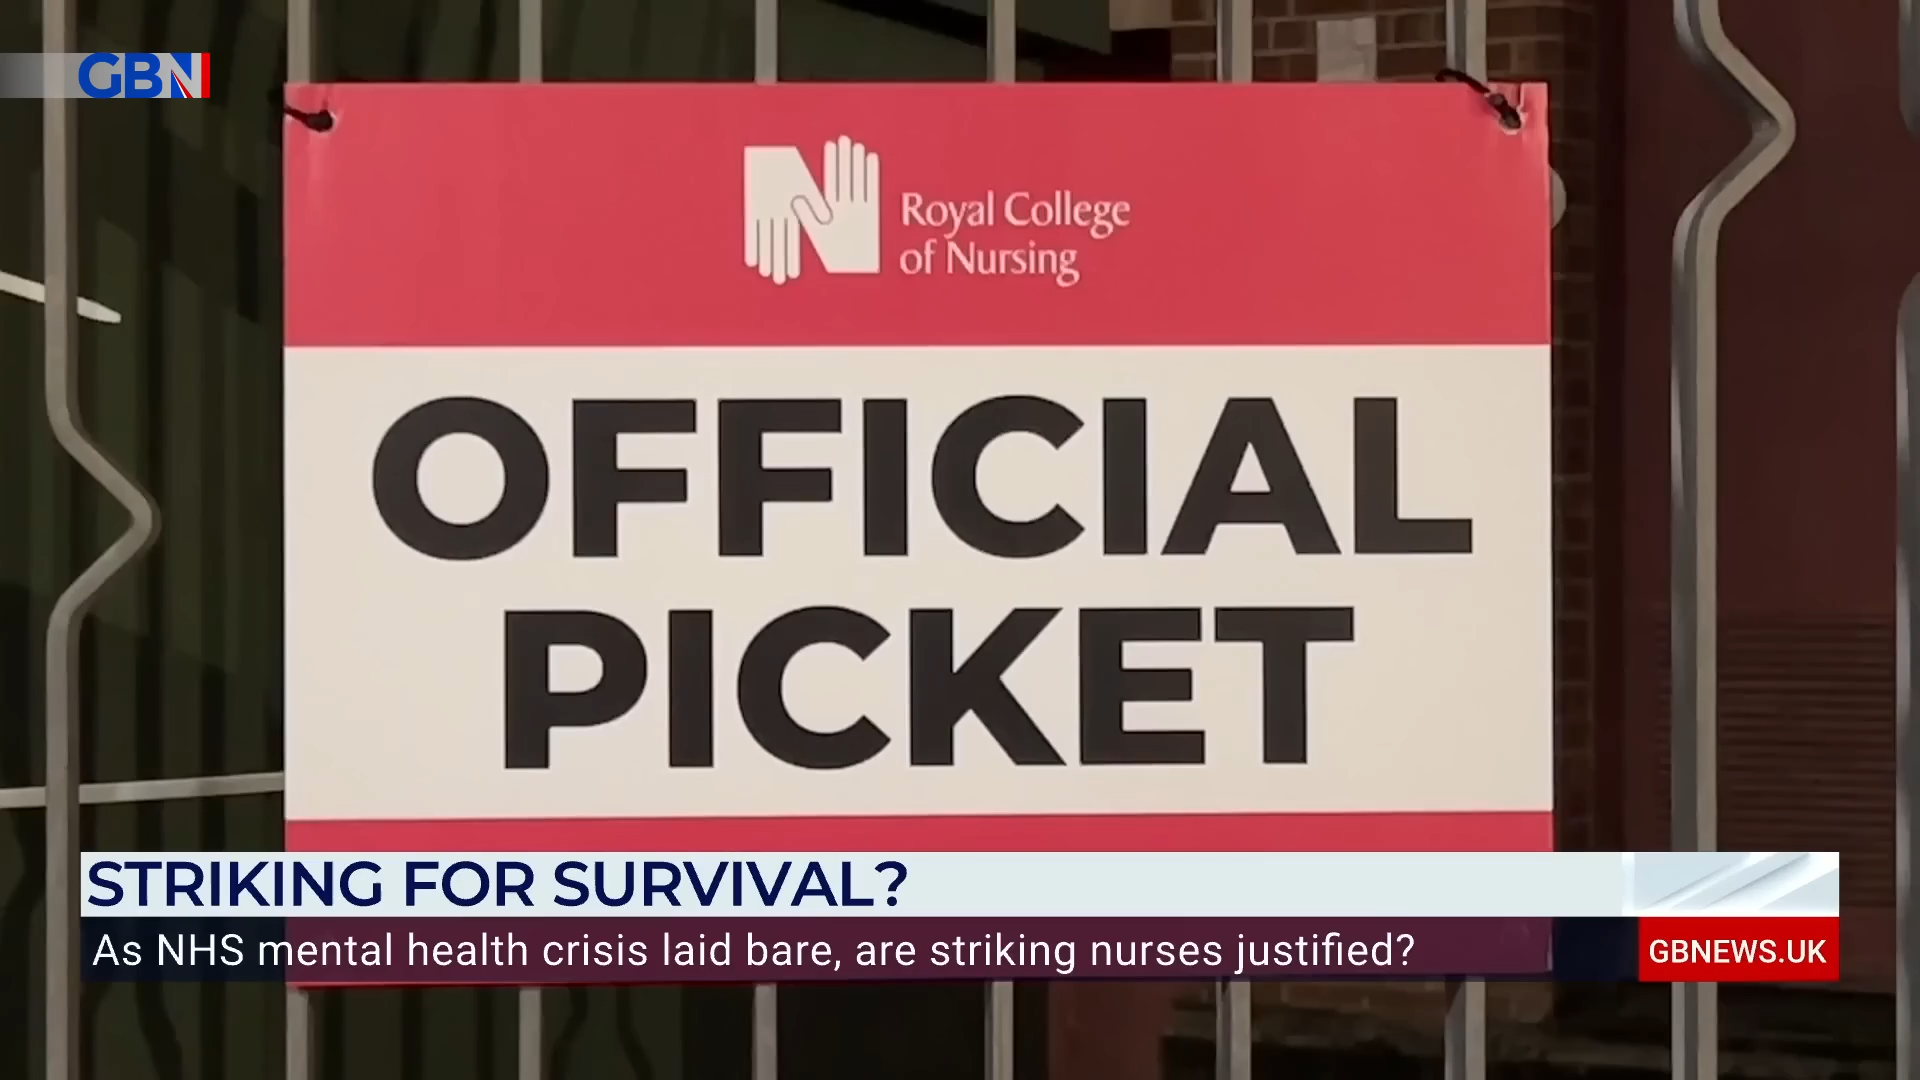 GBN
Royal College
of Nursing
OFFICIAL
PICKET
STRIKING FOR SURVIVAL?
As NHS mental health crisis laid bare, are striking nurses justified?
GBNEWS.UK